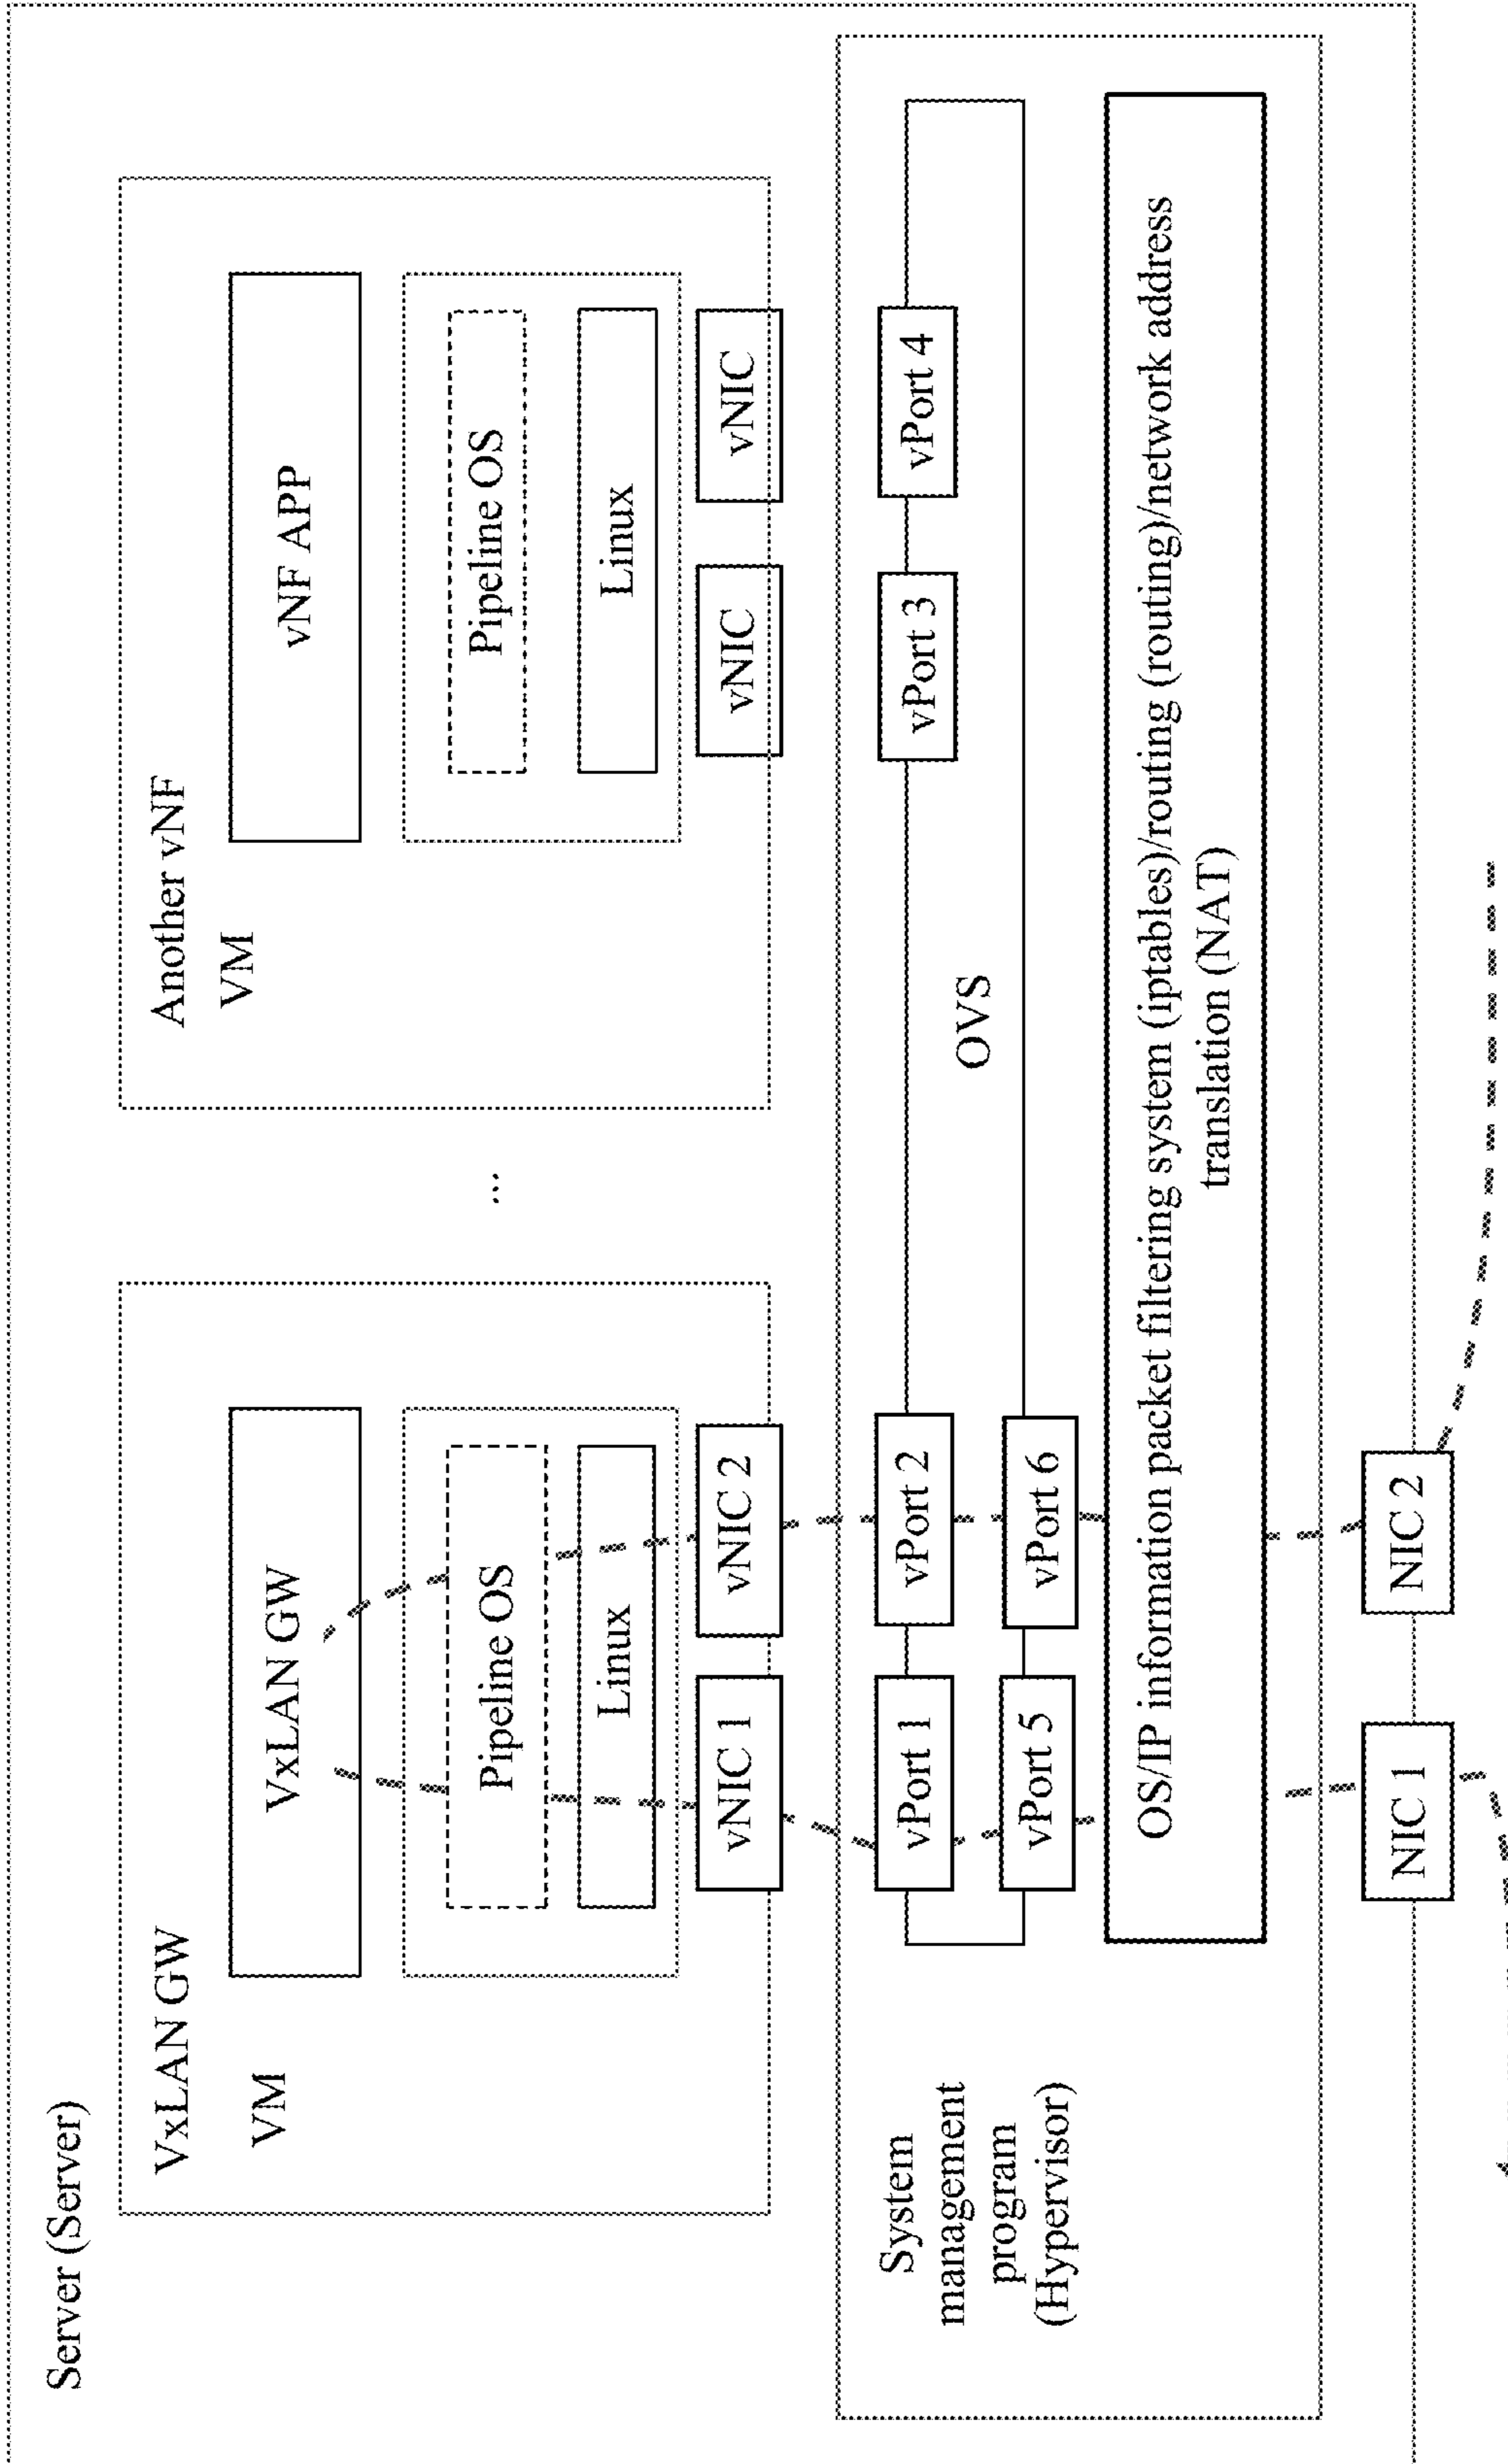 Server (Server)
VxLAN GW
VM
VxLAN GW
Pipeline OS
Linux
vNIC 1
vNIC 2
...
Another vNF
VM
vNF APP
Pipeline OS
Linux
vNIC
vNIC
System
management
program
(Hypervisor)
vPort 1
vPort 2
vPort 3
vPort 4
OVS
vPort 5
vPort 6
OS/IP information packet filtering system (iptables)/routing (routing)/network address
translation (NAT)
NIC 1
NIC 2